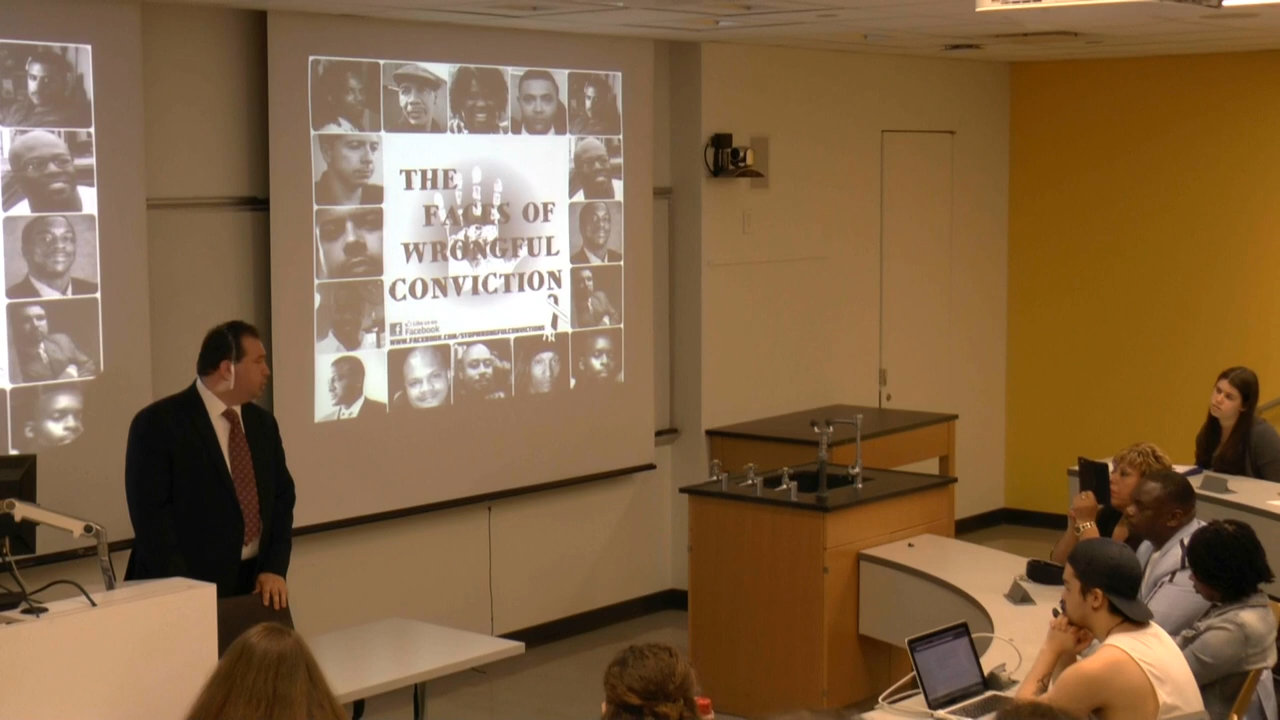 THE
FACES OF
WRONGFUL
CONVICTION
Like us on
Facebook
WWW.FACEBOOK.COM/STOPWRONGFULCONVICTIONS